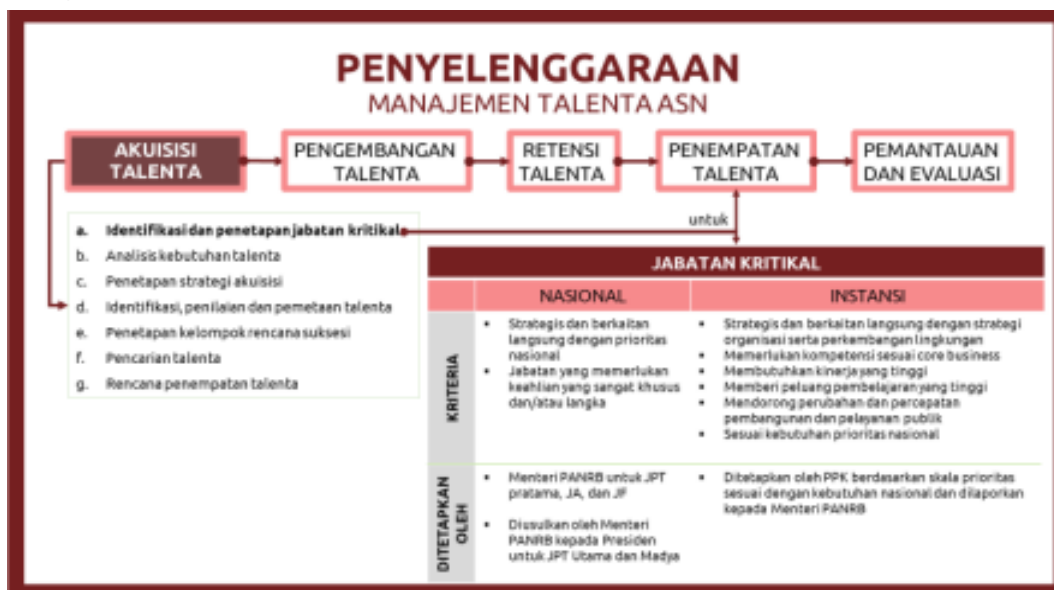 PENYELENGGARAAN
MANAJEMEN TALENTA ASN
AKUISISI
TALENTA
PENGEMBANGAN
TALENTA
RETENSI
TALENTA
PENEMPATAN
TALENTA
PEMANTAUAN
DAN EVALUASI
untuk
a. Identifikasi dan penetapan jabatan kritikal
b. Analisis kebutuhan talenta
c. Penetapan strategi akuisisi
d. Identifikasi, penilaian dan pemetaan talenta
e. Penetapan kelompok rencana suksesi
f. Pencarian talenta
g. Rencana penempatan talenta
JABATAN KRITIKAL
NASIONAL
INSTANSI
KRITERIA
• Strategis dan berkaitan
langsung dengan prioritas
nasional
• Jabatan yang memerlukan
keahlian yang sangat khusus
dan/atau langka
• Strategis dan berkaitan langsung dengan strategi
organisasi serta perkembangan lingkungan
• Memerlukan kompetensi sesuai core business
• Membutuhkan kinerja yang tinggi
• Memberi peluang pembelajaran yang tinggi
• Mendorong perubahan dan percepatan
pembangunan dan pelayanan publik
• Sesuai kebutuhan prioritas nasional
DITETAPKAN
OLEH
• Menteri PANRB untuk JPT
pratama, JA, dan JF
• Diusulkan oleh Menteri
PANRB kepada Presiden
untuk JPT Utama dan Madya
• Ditetapkan oleh PPK berdasarkan skala prioritas
sesuai dengan kebutuhan nasional dan dilaporkan
kepada Menteri PANRB